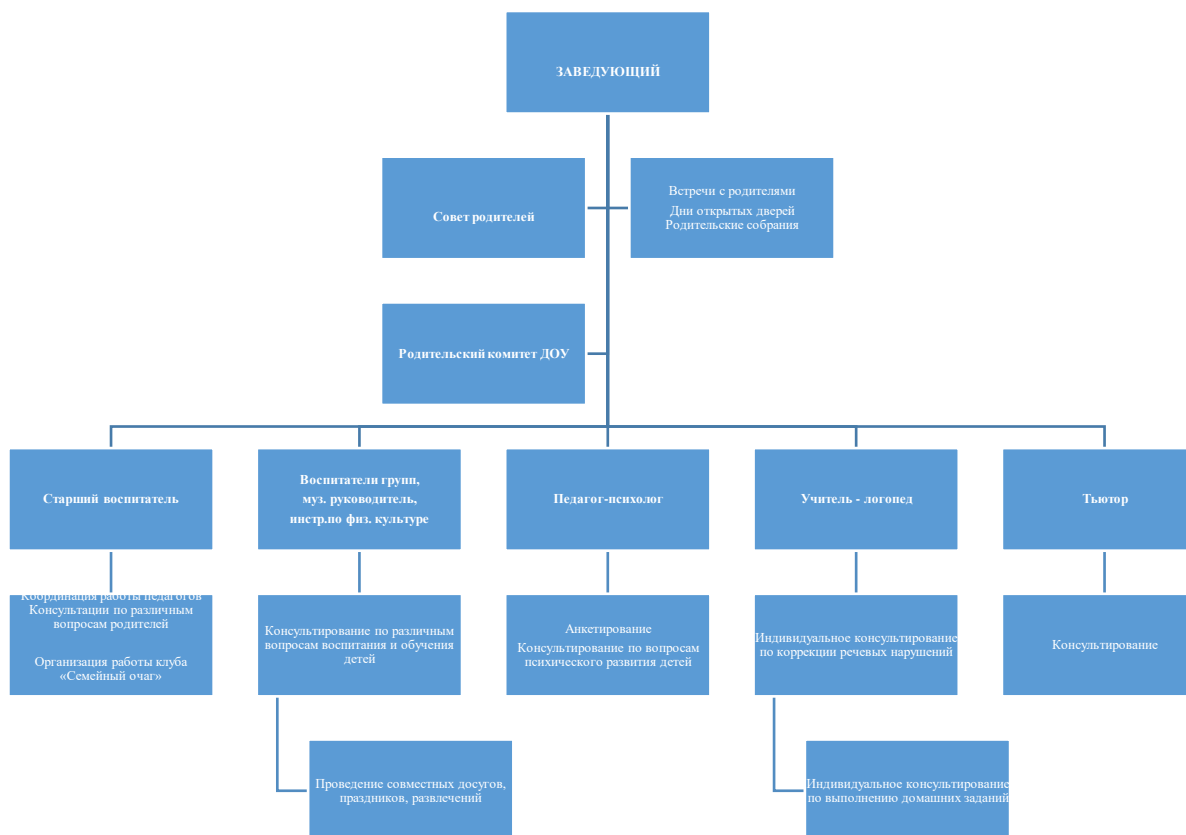 ЗАВЕДУЮЩИЙ
Совет родителей
Встречи с родителями
Дни открытых дверей
Родительские собрания
Родительский комитет ДОУ
Старший воспитатель
Воспитатели групп,
муз. руководитель,
инстр.по физ. культуре
Педагог-психолог
Учитель - логопед
Тьютор
Координация работы педагогов
Консультации по различным
вопросам родителей
Организация работы клуба
«Семейный очаг»
Консультирование по различным
вопросам воспитания и обучения
детей
Анкетирование
Консультирование по вопросам
психического развития детей
Индивидуальное консультирование
по коррекции речевых нарушений
Консультирование
Проведение совместных досугов,
праздников, развлечений
Индивидуальное консультирование
по выполнению домашних заданий